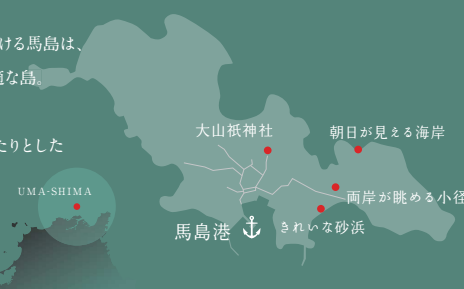 ける馬島は、
適な島。
たりとした
大山祇神社
朝日が見える海岸
UMA-SHIMA
両岸が眺める小径
馬島港
きれいな砂浜